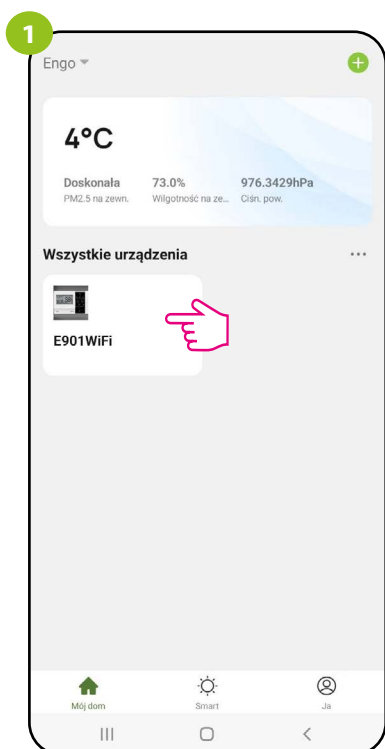 1
Engo
4°C
Doskonała 73.0% 976.3429hPa
PM2.5 na zewn. Wilgotność na ze... Ciśn. pow.
Wszystkie urządzenia
E901WiFi
Mój dom Smart Ja